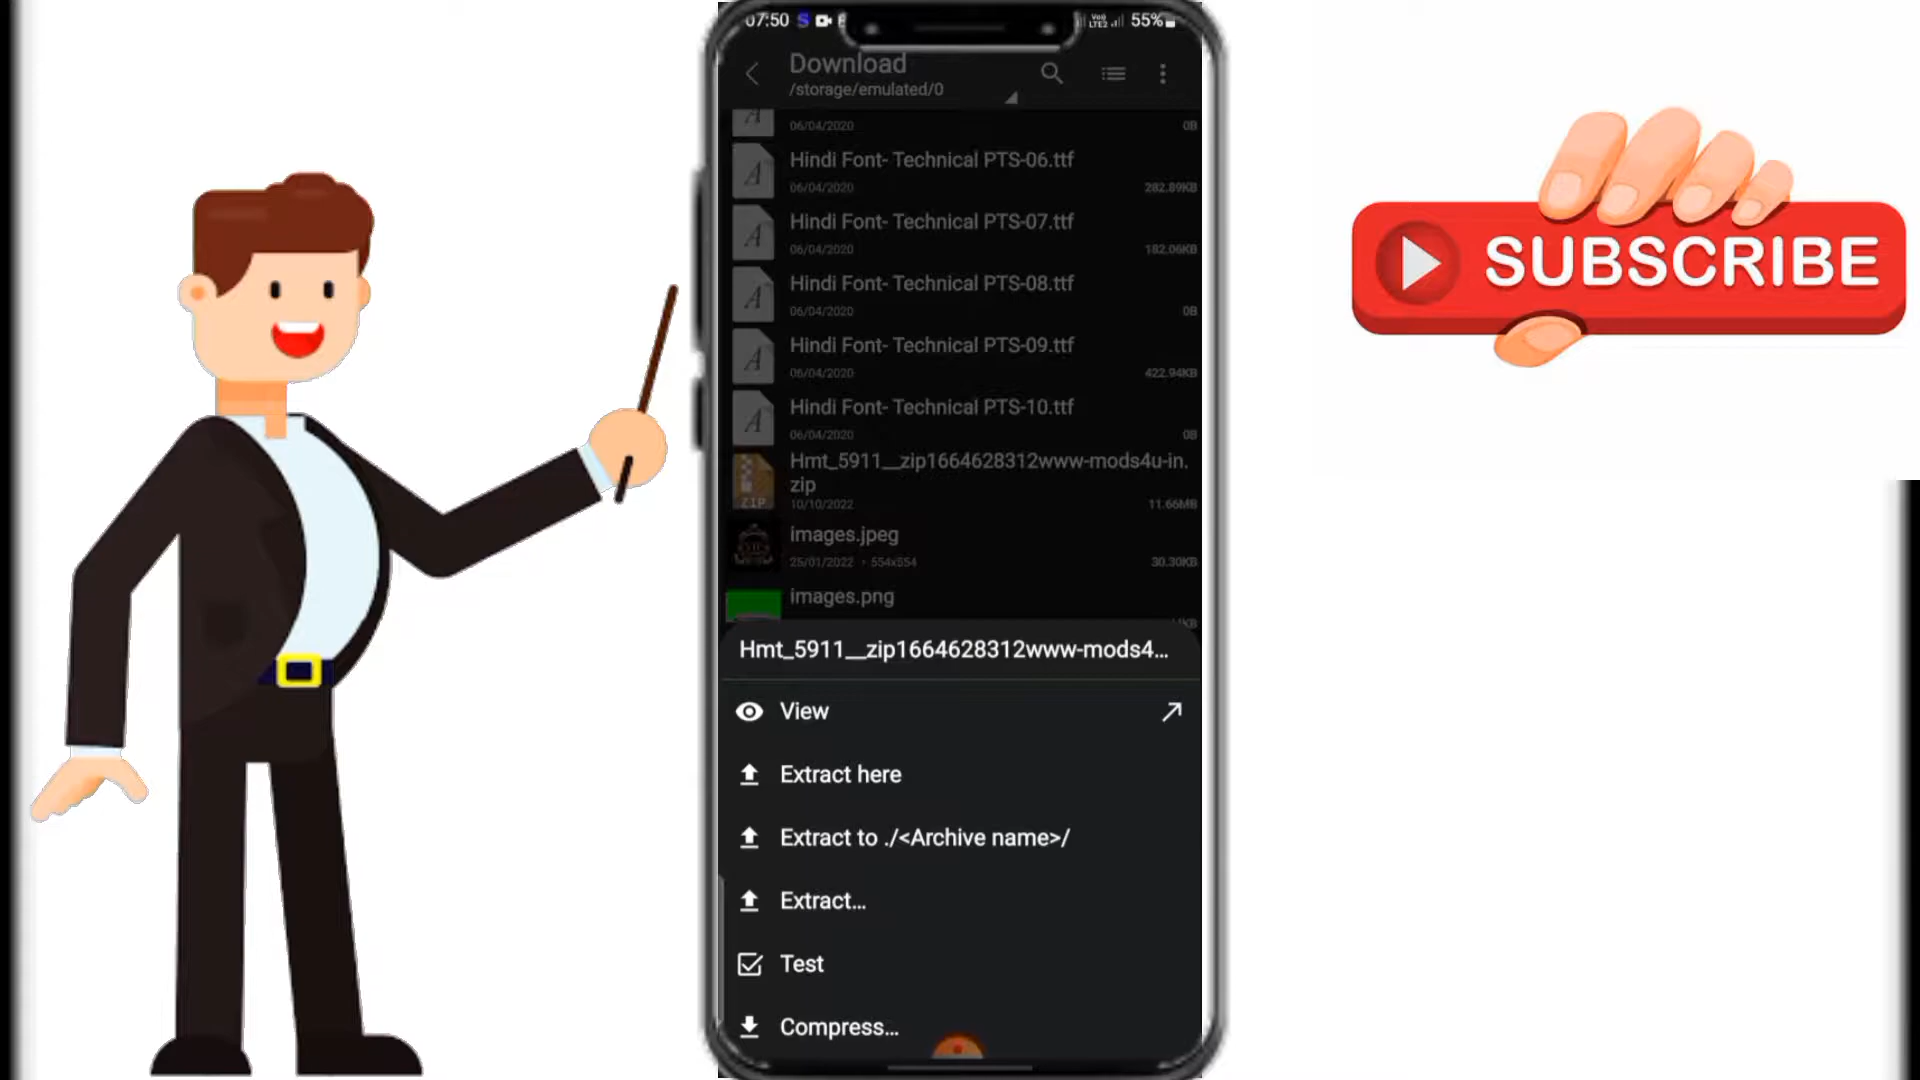 07:50 S
Voll LTE2 55%
Download
/storage/emulated/0
06/04/2020 0B
Hindi Font- Technical PTS-06.ttf
06/04/2020 282.89KB
Hindi Font- Technical PTS-07.ttf
06/04/2020 182.06KB
Hindi Font- Technical PTS-08.ttf
06/04/2020 0B
Hindi Font- Technical PTS-09.ttf
06/04/2020 422.94KB
Hindi Font- Technical PTS-10.ttf
06/04/2020 0B
Hmt_5911__zip1664628312www-mods4u-in.
zip
ZIP
10/10/2022 11.66MB
images.jpeg
25/01/2022 • 554x554 30.30KB
images.png
Hmt_5911__zip1664628312www-mods4...
View
Extract here
Extract to ./<Archive name>/
Extract...
Test
Compress...
SUBSCRIBE